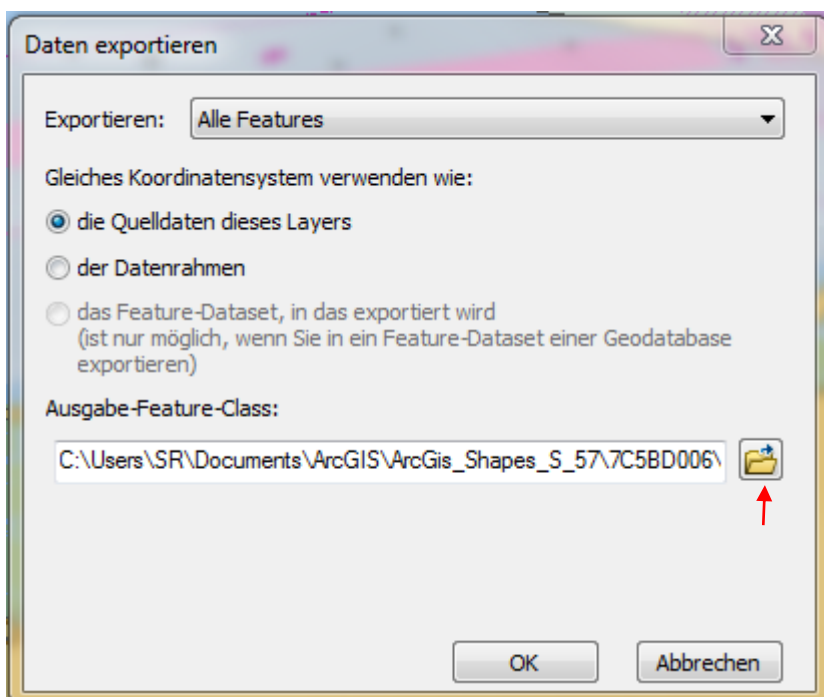 Daten exportieren
Exportieren: Alle Features
Gleiches Koordinatensystem verwenden wie:
die Quelldaten dieses Layers
der Datenrahmen
das Feature-Dataset, in das exportiert wird
(ist nur möglich, wenn Sie in ein Feature-Dataset einer Geodatabase
exportieren)
Ausgabe-Feature-Class:
C:\Users\SR\Documents\ArcGIS\ArcGis_Shapes_S_57\7C5BD006\
OK Abbrechen